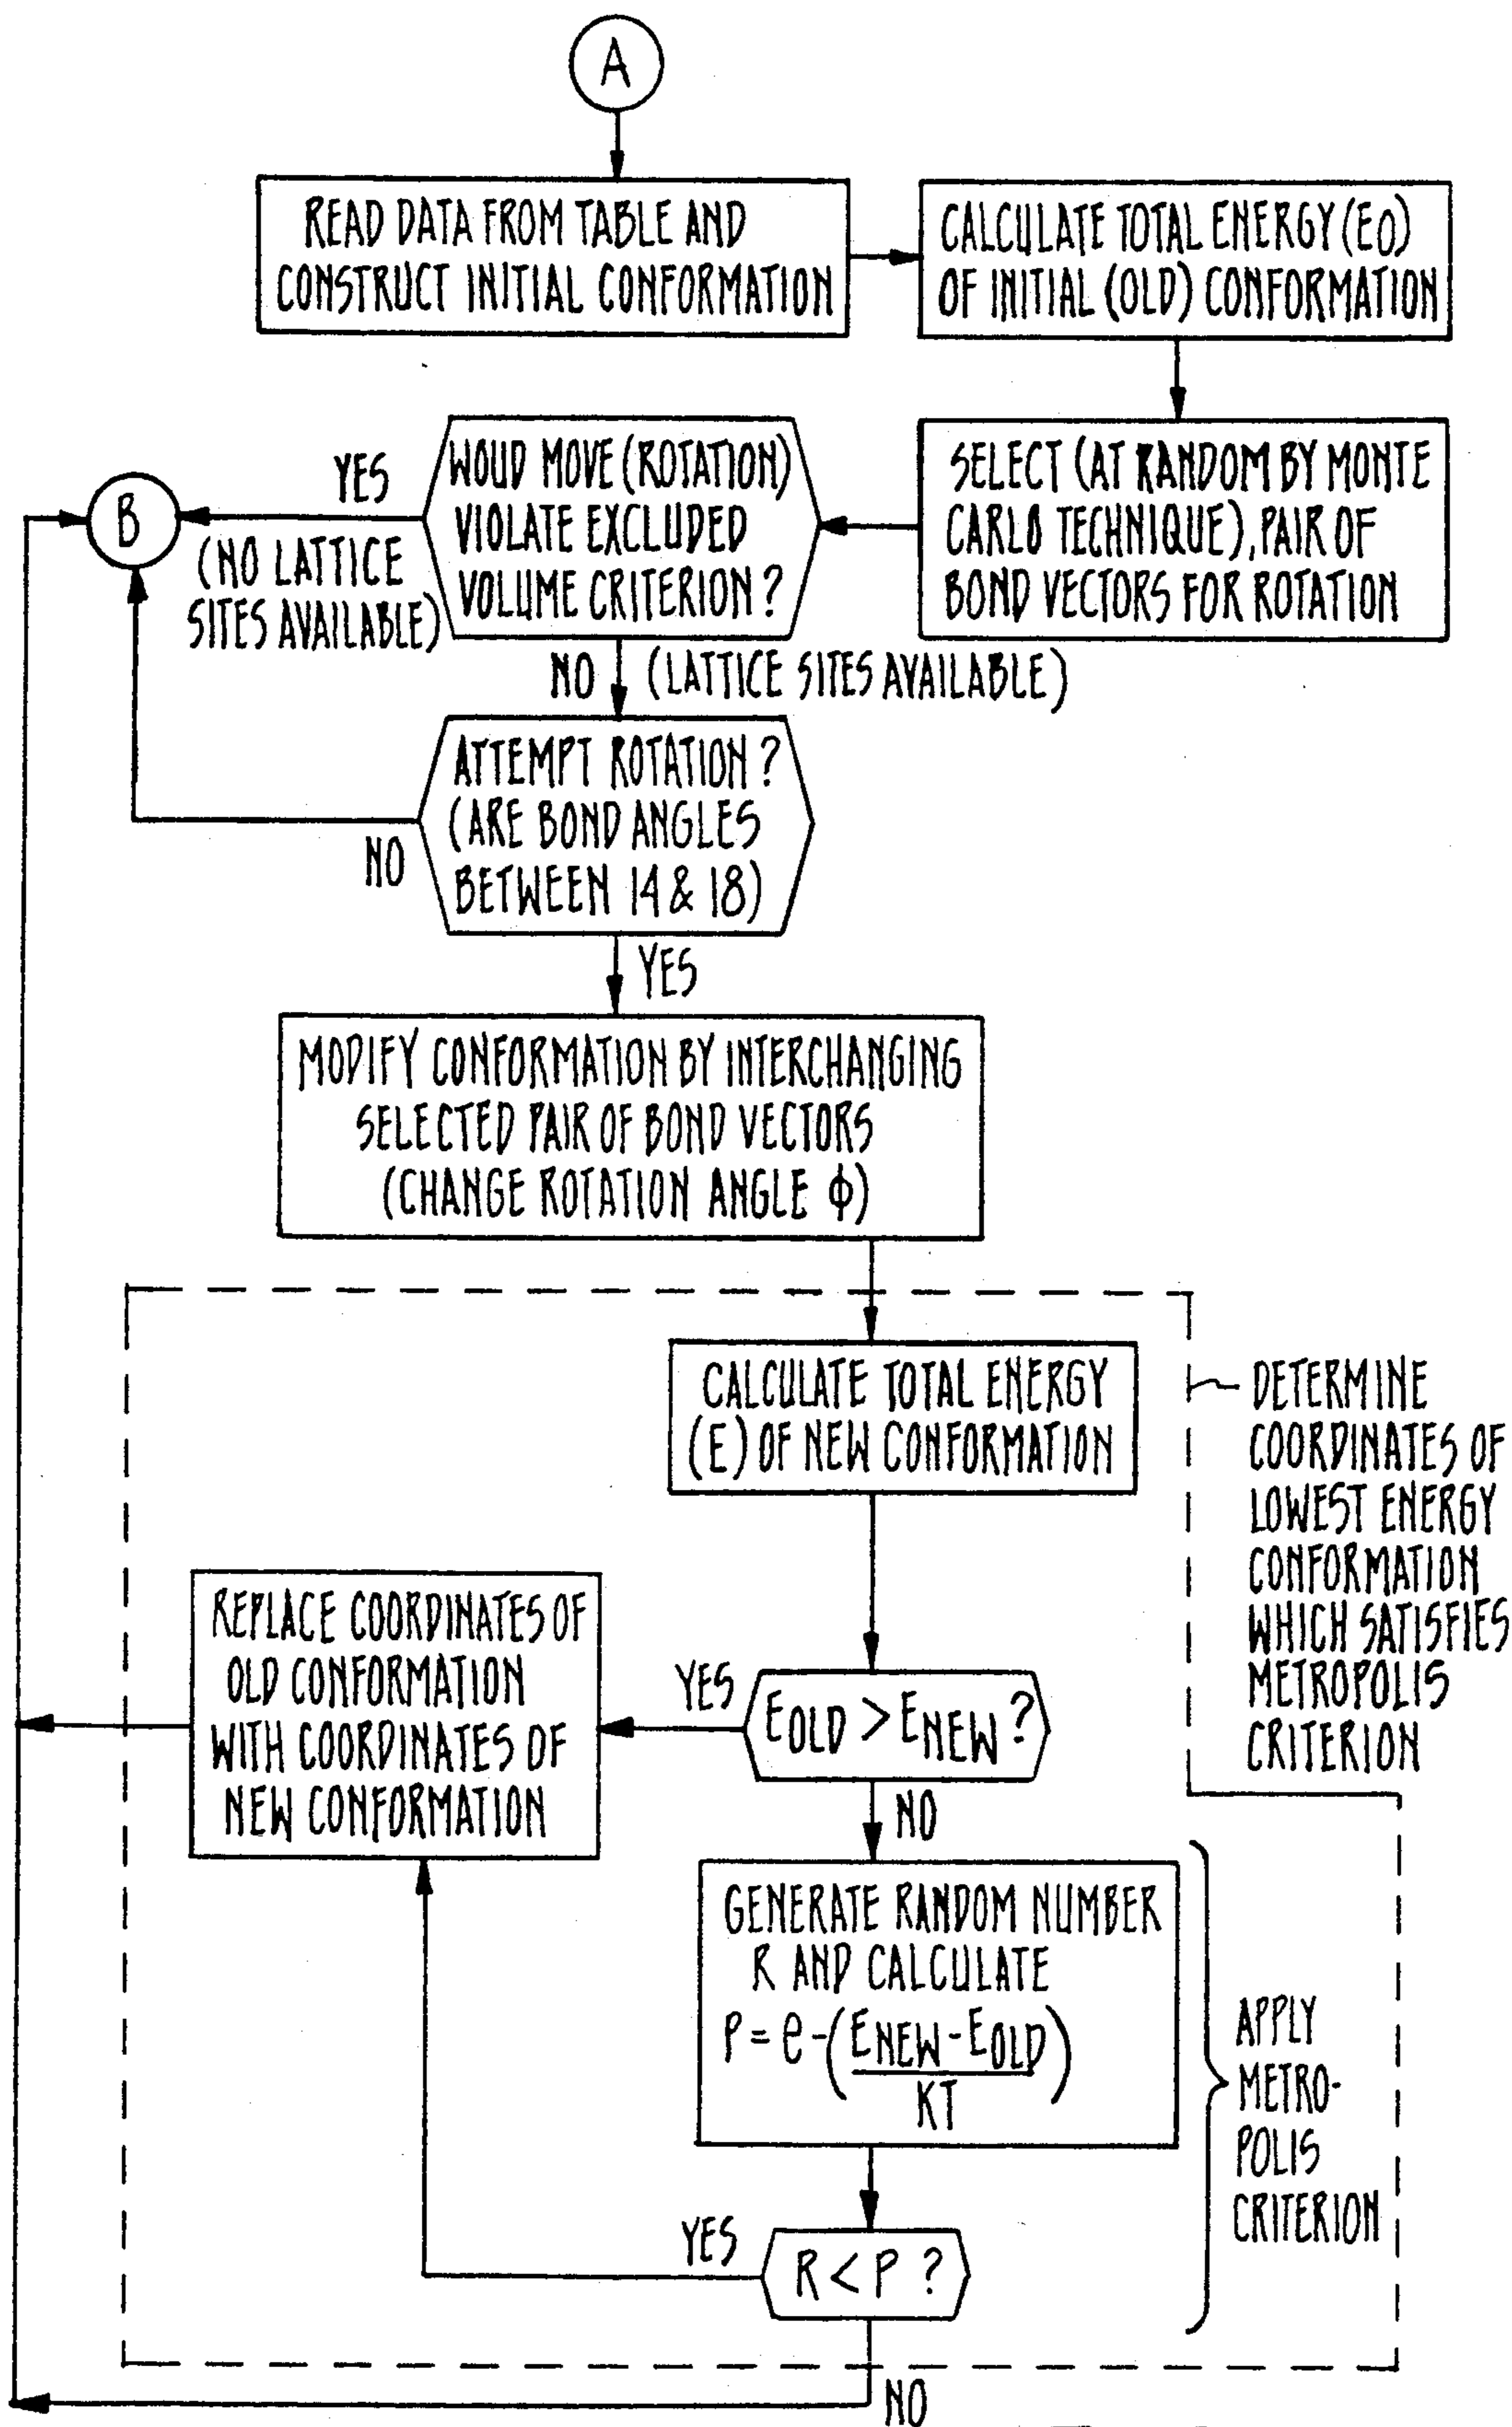 A
READ DATA FROM TABLE AND
CONSTRUCT INITIAL CONFORMATION
CALCULATE TOTAL ENERGY (EO)
OF INITIAL (OLD) CONFORMATION
SELECT (AT RANDOM BY MONTE
CARLO TECHNIQUE), PAIR OF
BOND VECTORS FOR ROTATION
WOUD MOVE (ROTATION)
VIOLATE EXCLUDED
VOLUME CRITERION ?
YES
(NO LATTICE
SITES AVAILABLE)
B
NO (LATTICE SITES AVAILABLE)
ATTEMPT ROTATION ?
(ARE BOND ANGLES
BETWEEN 14 & 18)
NO
YES
MODIFY CONFORMATION BY INTERCHANGING
SELECTED PAIR OF BOND VECTORS
(CHANGE ROTATION ANGLE ϕ)
CALCULATE TOTAL ENERGY
(E) OF NEW CONFORMATION
DETERMINE
COORDINATES OF
LOWEST ENERGY
CONFORMATION
WHICH SATISFIES
METROPOLIS
CRITERION
EOLD > ENEW ?
YES
REPLACE COORDINATES OF
OLD CONFORMATION
WITH COORDINATES OF
NEW CONFORMATION
NO
GENERATE RANDOM NUMBER
R AND CALCULATE
P = e -(ENEW - EOLD)
KT
APPLY
METRO-
POLIS
CRITERION
R < P ?
YES
NO